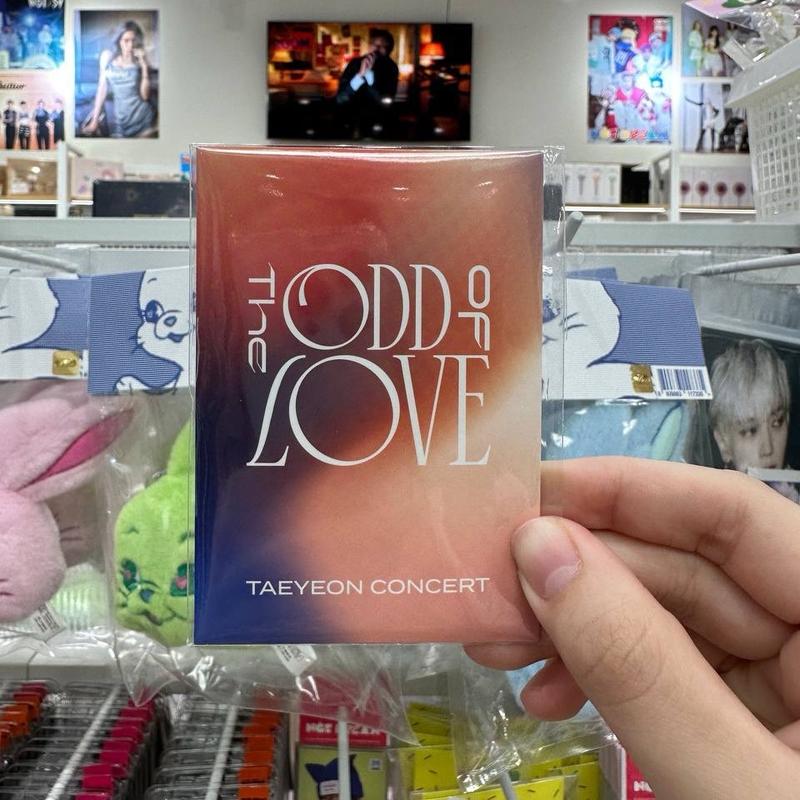 The ODD OF
LOVE
TAEYEON CONCERT